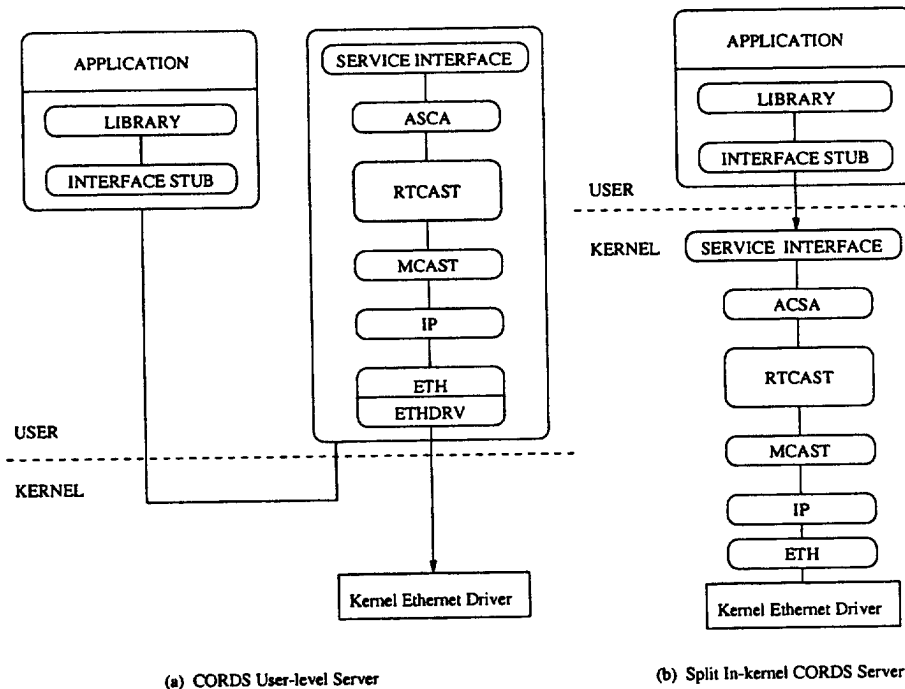 APPLICATION
LIBRARY
INTERFACE STUB
SERVICE INTERFACE
ASCA
RTCAST
MCAST
IP
ETH
ETHDRV
USER
KERNEL
Kernel Ethernet Driver
(a) CORDS User-level Server
APPLICATION
LIBRARY
INTERFACE STUB
USER
KERNEL
SERVICE INTERFACE
ACSA
RTCAST
MCAST
IP
ETH
Kernel Ethernet Driver
(b) Split In-kernel CORDS Server